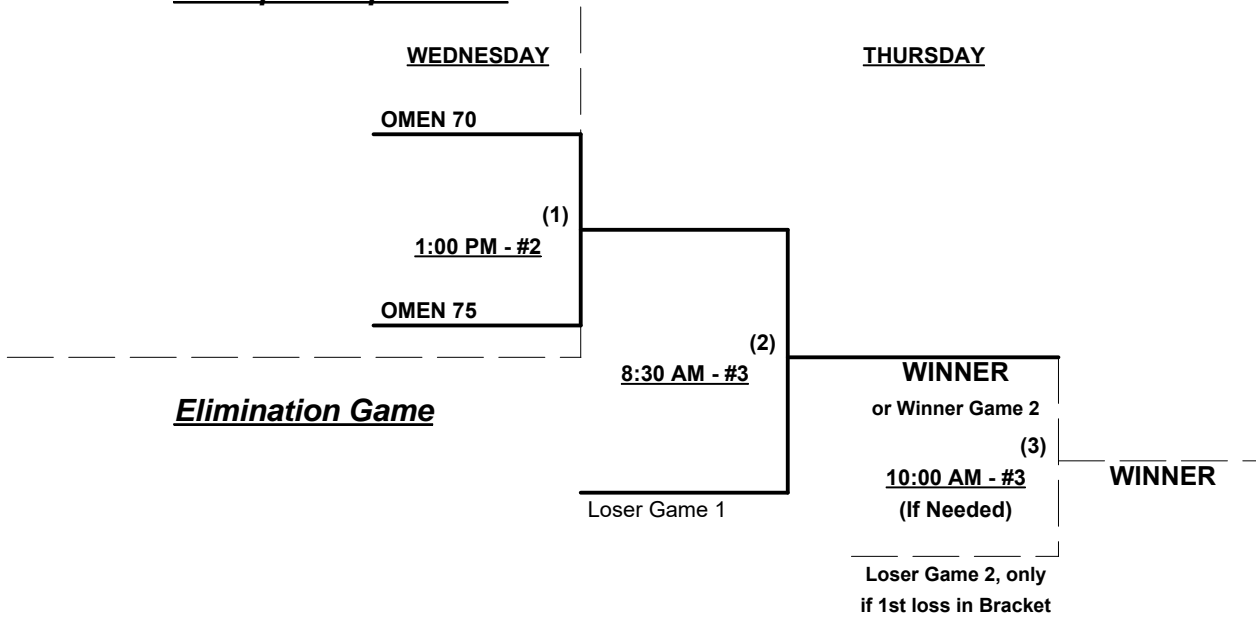 WEDNESDAY THURSDAY
OMEN 70
(1)
1:00 PM - #2
OMEN 75
(2)
8:30 AM - #3
WINNER
or Winner Game 2
Elimination Game
(3)
10:00 AM - #3
WINNER
(If Needed)
Loser Game 1
Loser Game 2, only
if 1st loss in Bracket